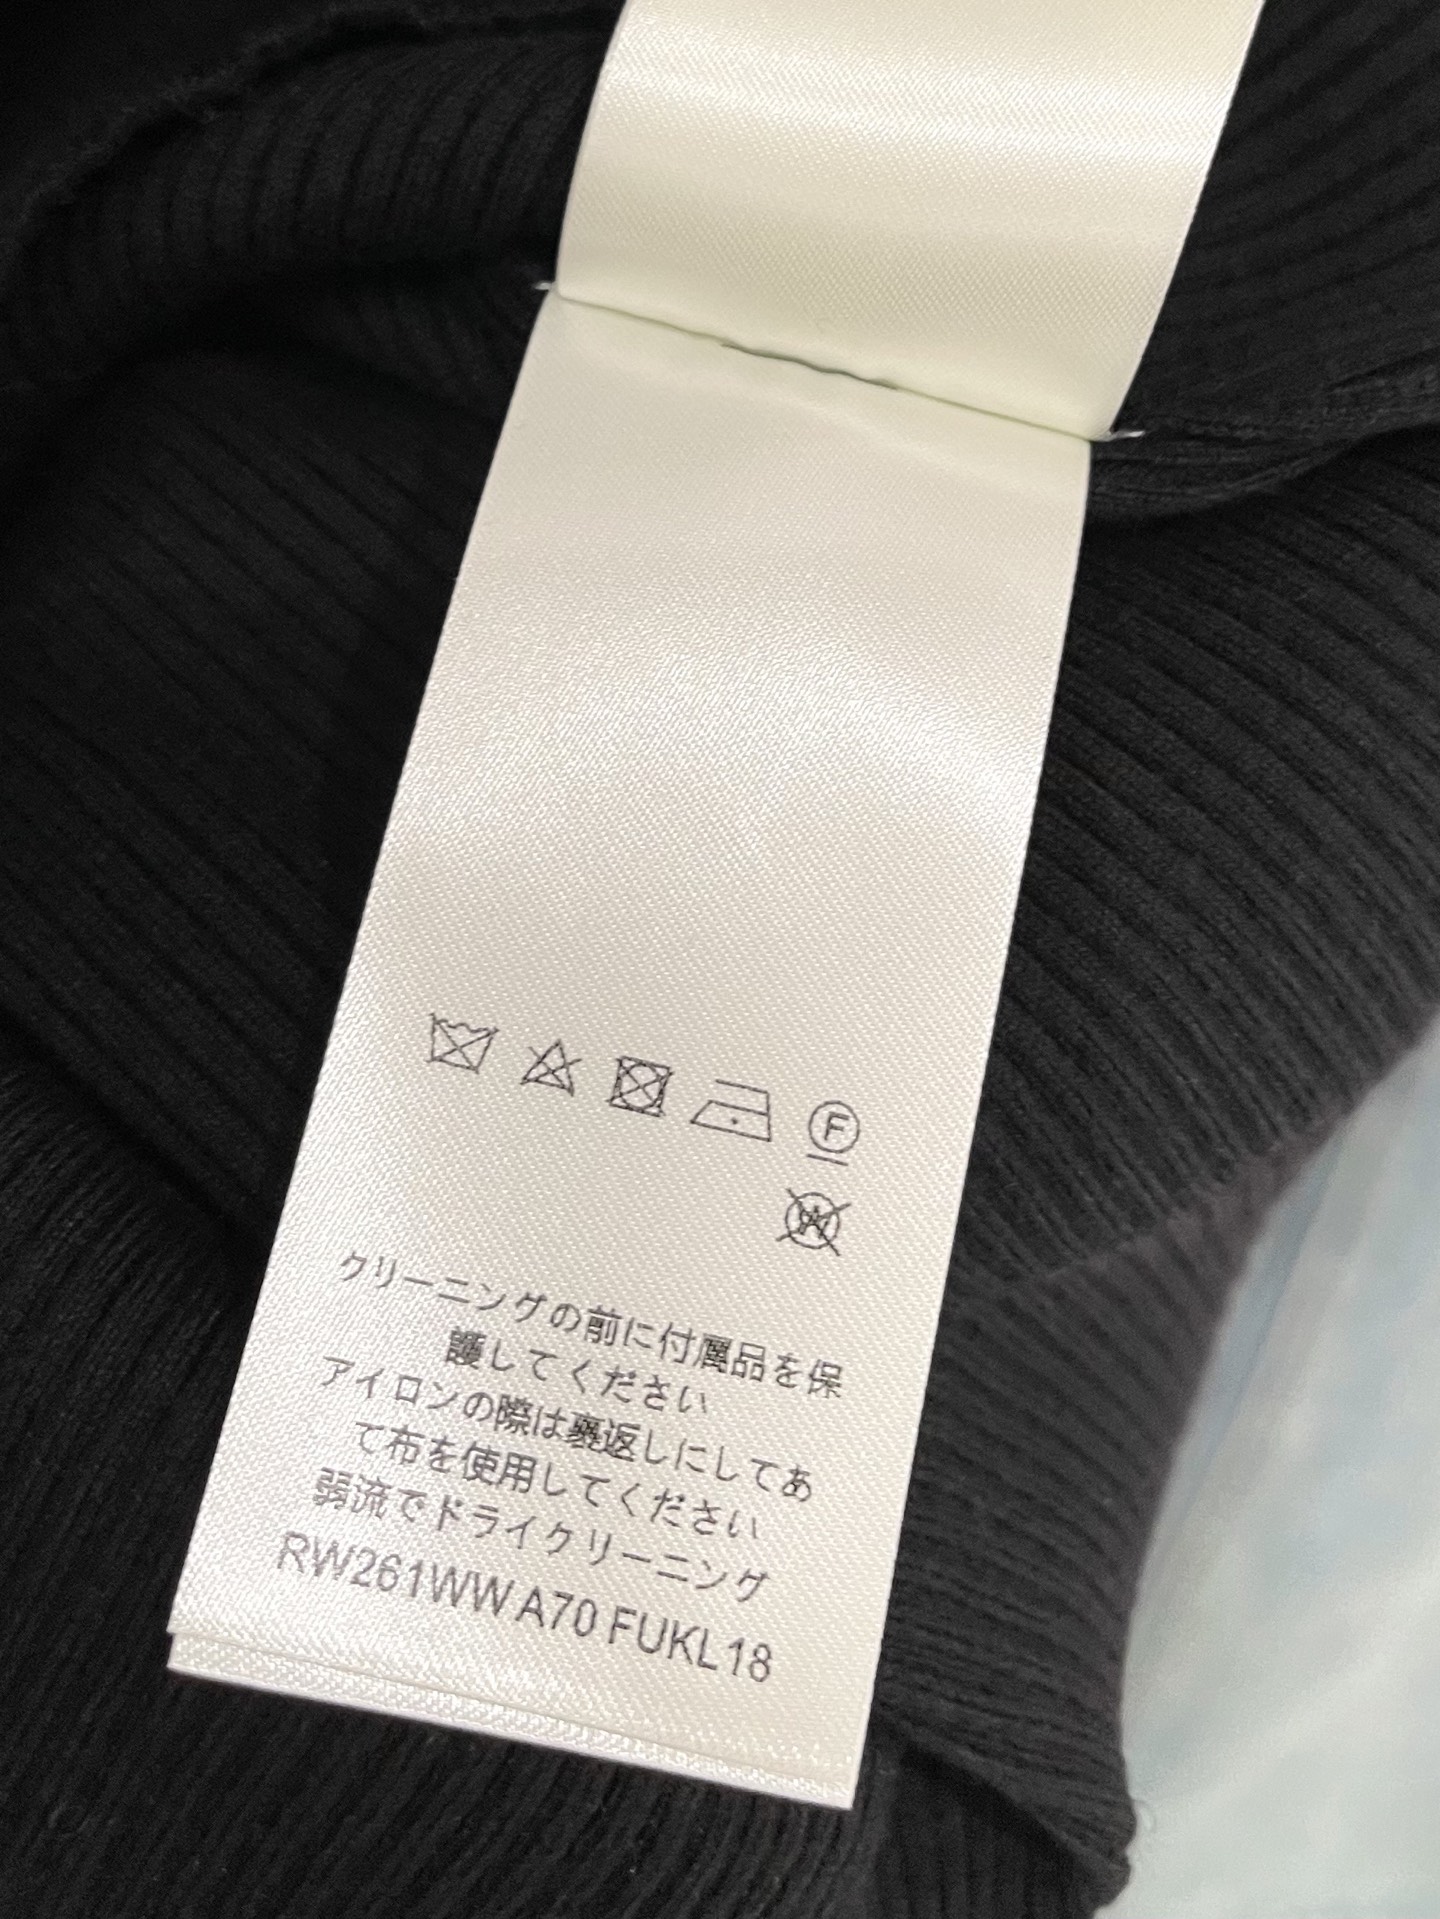 F
W
クリーニングの前に付属品を保
護してください
アイロンの際は裏返しにしてあ
て布を使用してください
弱流でドライクリーニング
RW261WW A70 FUKL18